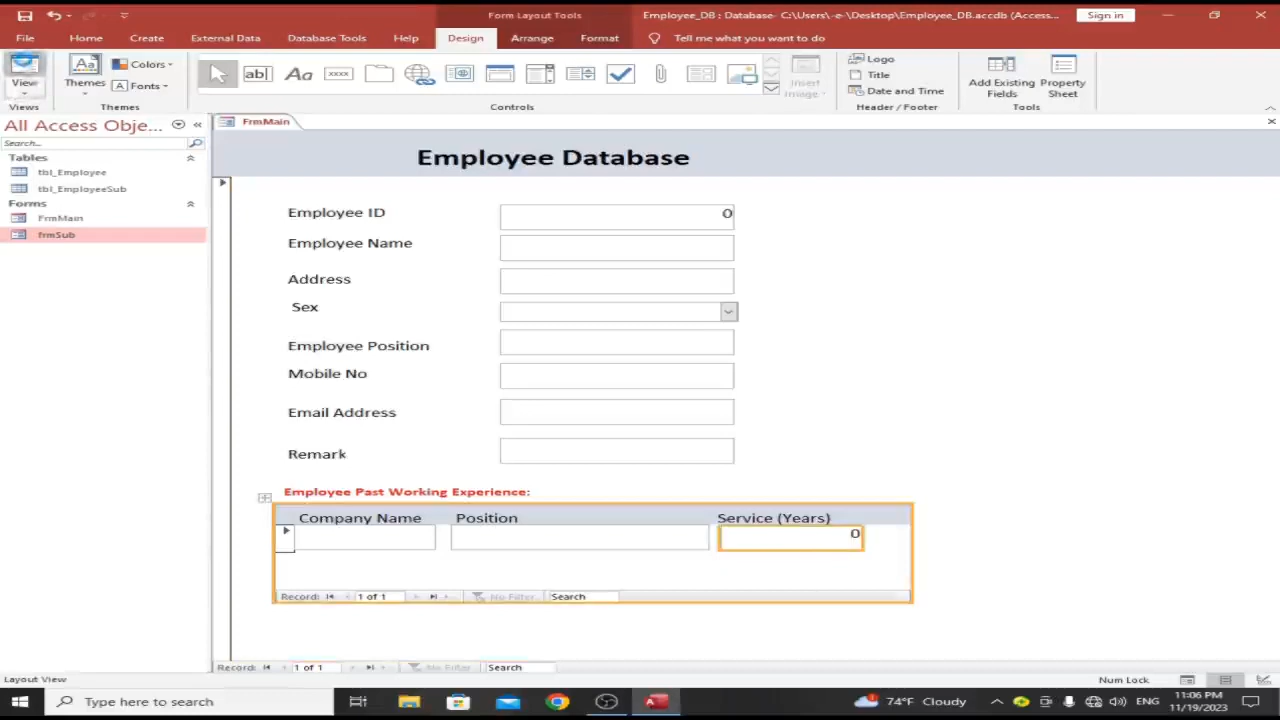 Form Layout Tools
Employee_DB : Database- C:\Users\-e-\Desktop\Employee_DB.accdb (Access...
Sign in
File
Home
Create
External Data
Database Tools
Help
Design
Arrange
Format
Tell me what you want to do
View
Views
Themes
Colors
Fonts
Themes
ab|
Aa
xxxx
Controls
Insert Image
Logo
Title
Date and Time
Header / Footer
Add Existing Fields
Property Sheet
Tools
All Access Obje...
Search...
Tables
tbl_Employee
tbl_EmployeeSub
Forms
FrmMain
frmSub
FrmMain
Employee Database
Employee ID
0
Employee Name
Address
Sex
Employee Position
Mobile No
Email Address
Remark
Employee Past Working Experience:
Company Name
Position
Service (Years)
0
Record:
1 of 1
No Filter
Search
Record:
1 of 1
No Filter
Search
Layout View
Num Lock
Type here to search
74°F Cloudy
ENG
11:06 PM
11/19/2023